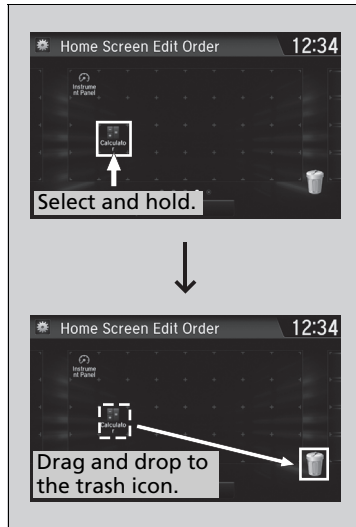 Home Screen Edit Order 12:34
Instrume
nt Panel
Calculato
r
Select and hold.
Home Screen Edit Order 12:34
Instrume
nt Panel
Calculato
r
Drag and drop to
the trash icon.